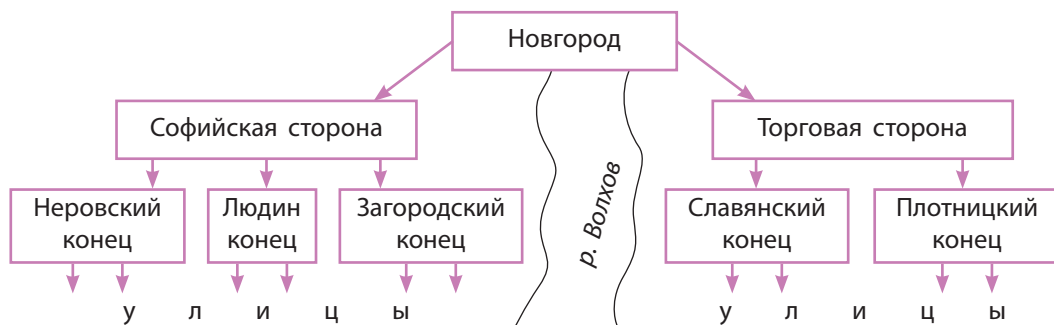 Новгород
Софийская сторона
Торговая сторона
р. Волхов
Неровский
конец
Людин
конец
Загородский
конец
Славянский
конец
Плотницкий
конец
у л и ц ы
у л и ц ы